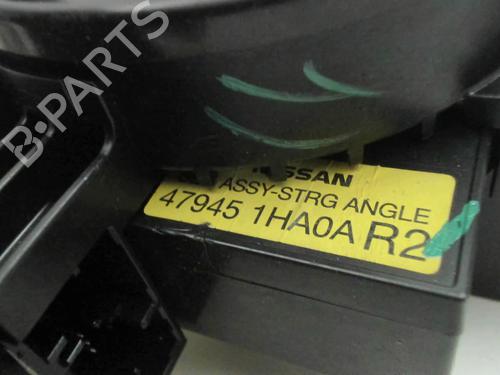 B-PARTS
NISSAN
ASSY-STRG ANGLE
47945 1HA0A R2